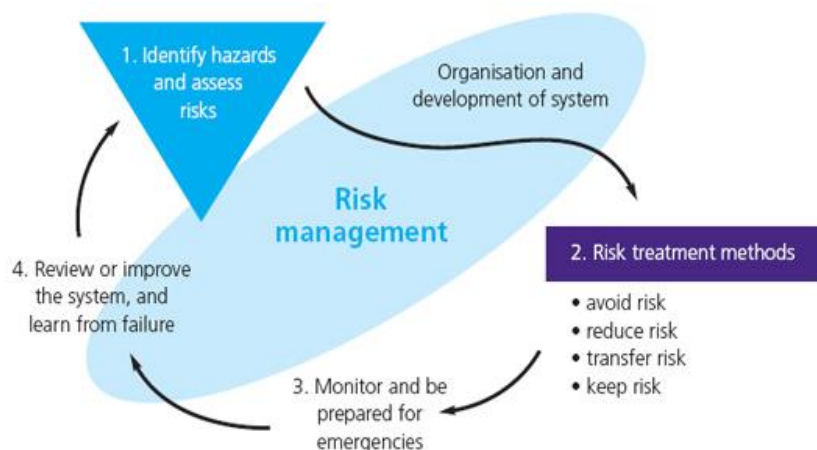 1. Identify hazards
and assess
risks
Organisation and
development of system
Risk
management
2. Risk treatment methods
• avoid risk
• reduce risk
• transfer risk
• keep risk
3. Monitor and be
prepared for
emergencies
4. Review or improve
the system, and
learn from failure